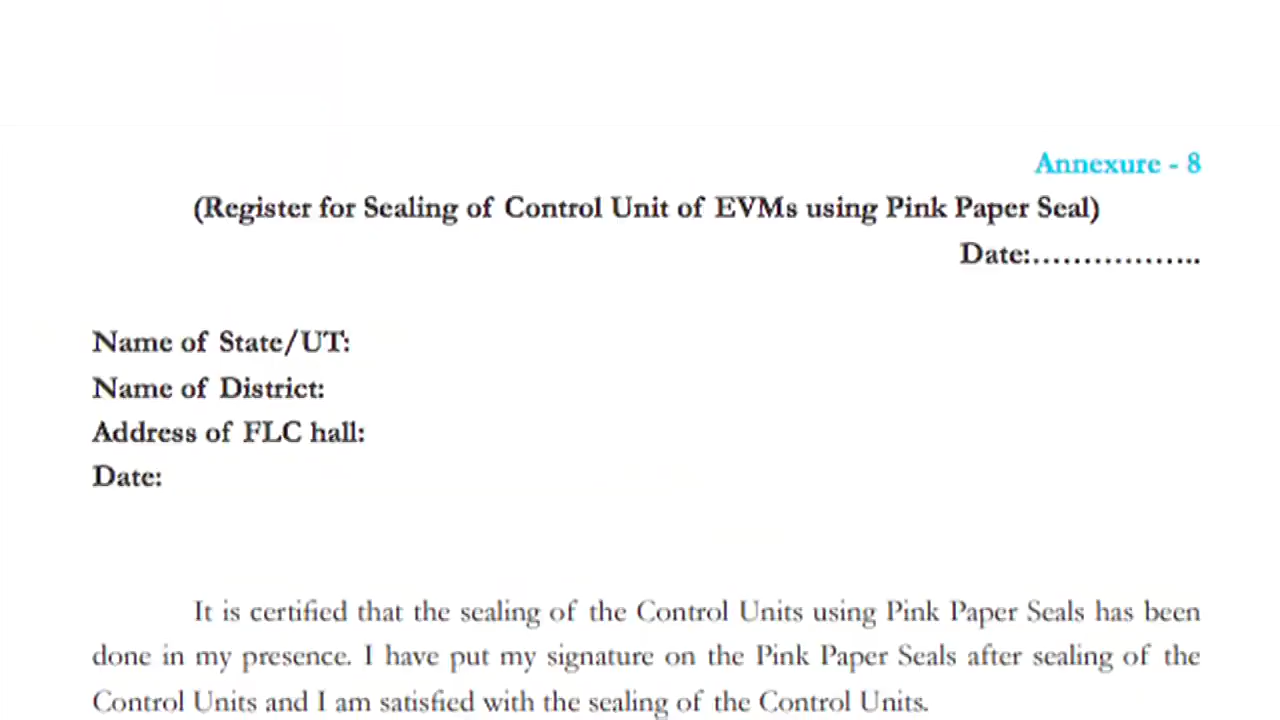 Annexure - 8
(Register for Sealing of Control Unit of EVMs using Pink Paper Seal)
Date:……………..
Name of State/UT:
Name of District:
Address of FLC hall:
Date:
It is certified that the sealing of the Control Units using Pink Paper Seals has been
done in my presence. I have put my signature on the Pink Paper Seals after sealing of the
Control Units and I am satisfied with the sealing of the Control Units.